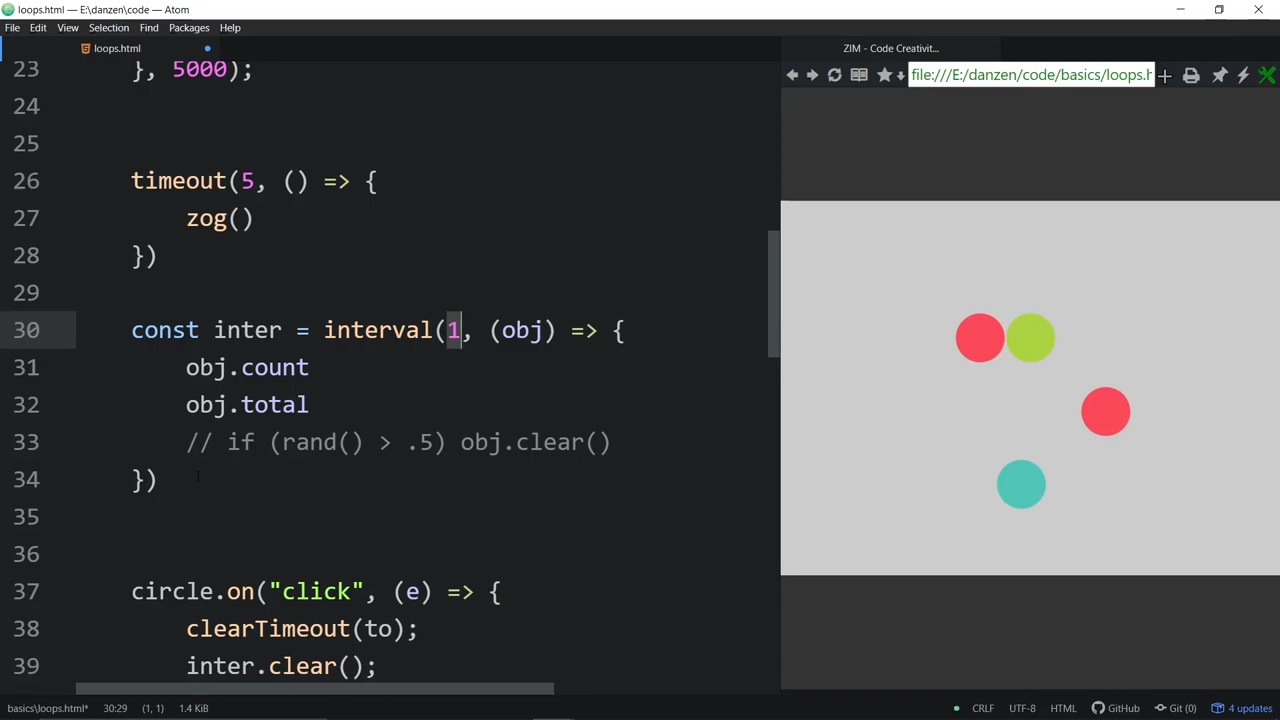 loops.html — E:\danzen\code — Atom
File Edit View Selection Find Packages Help
loops.html
ZIM - Code Creativit...
file:///E:/danzen/code/basics/loops.h
23 }, 5000);
24
25
26 timeout(5, () => {
27 zog()
28 })
29
30 const inter = interval(1, (obj) => {
31 obj.count
32 obj.total
33 // if (rand() > .5) obj.clear()
34 })
35
36
37 circle.on("click", (e) => {
38 clearTimeout(to);
39 inter.clear();
basics\loops.html* 30:29 (1, 1) 1.4 KiB CRLF UTF-8 HTML GitHub Git (0) 4 updates